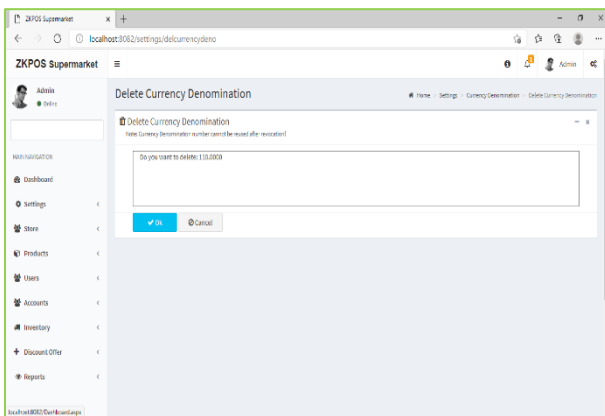 ZKPOS Supermarket
localhost:8082/settings/delcurrencydeno
ZKPOS Supermarket
Admin
Admin
Online
Delete Currency Denomination
Home > Settings > Currency Denomination > Delete Currency Denomination
Delete Currency Denomination
Note: Currency Denomination number cannot be reused after revocation!
Do you want to delete: 110.0000
Ok
Cancel
MAIN NAVIGATION
Dashboard
Settings
Store
Products
Users
Accounts
Inventory
Discount Offer
Reports
localhost:8082/Dashboard.aspx